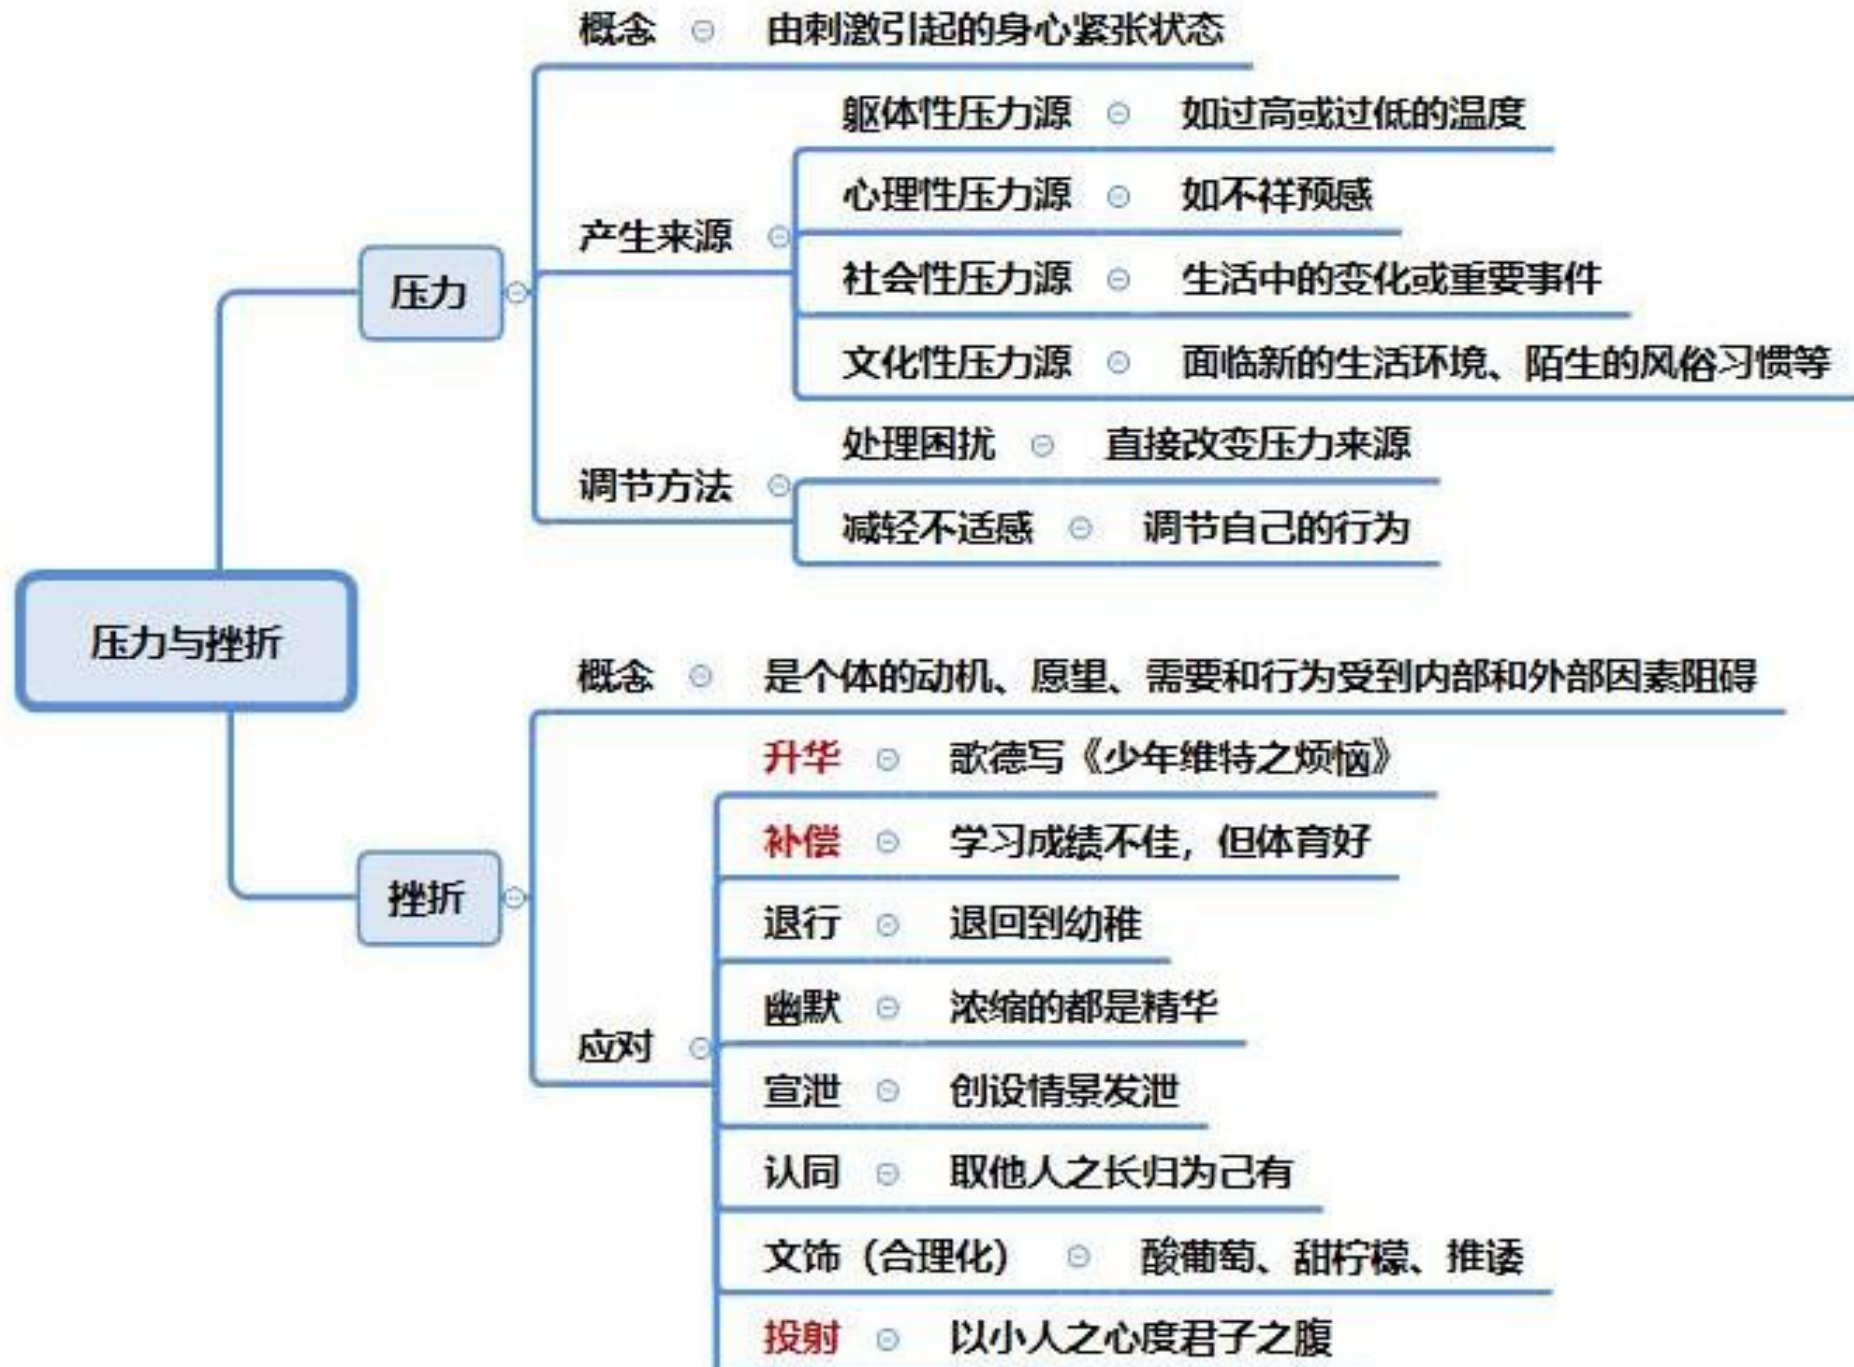 概念 由刺激引起的身心紧张状态
躯体性压力源 如过高或过低的温度
心理性压力源 如不祥预感
产生来源
社会性压力源 生活中的变化或重要事件
文化性压力源 面临新的生活环境、陌生的风俗习惯等
压力
处理困扰 直接改变压力来源
调节方法
减轻不适感 调节自己的行为
压力与挫折
概念 是个体的动机、愿望、需要和行为受到内部和外部因素阻碍
升华 歌德写《少年维特之烦恼》
补偿 学习成绩不佳，但体育好
挫折
退行 退回到幼稚
幽默 浓缩的都是精华
应对
宣泄 创设情景发泄
认同 取他人之长归为己有
文饰（合理化） 酸葡萄、甜柠檬、推诿
投射 以小人之心度君子之腹